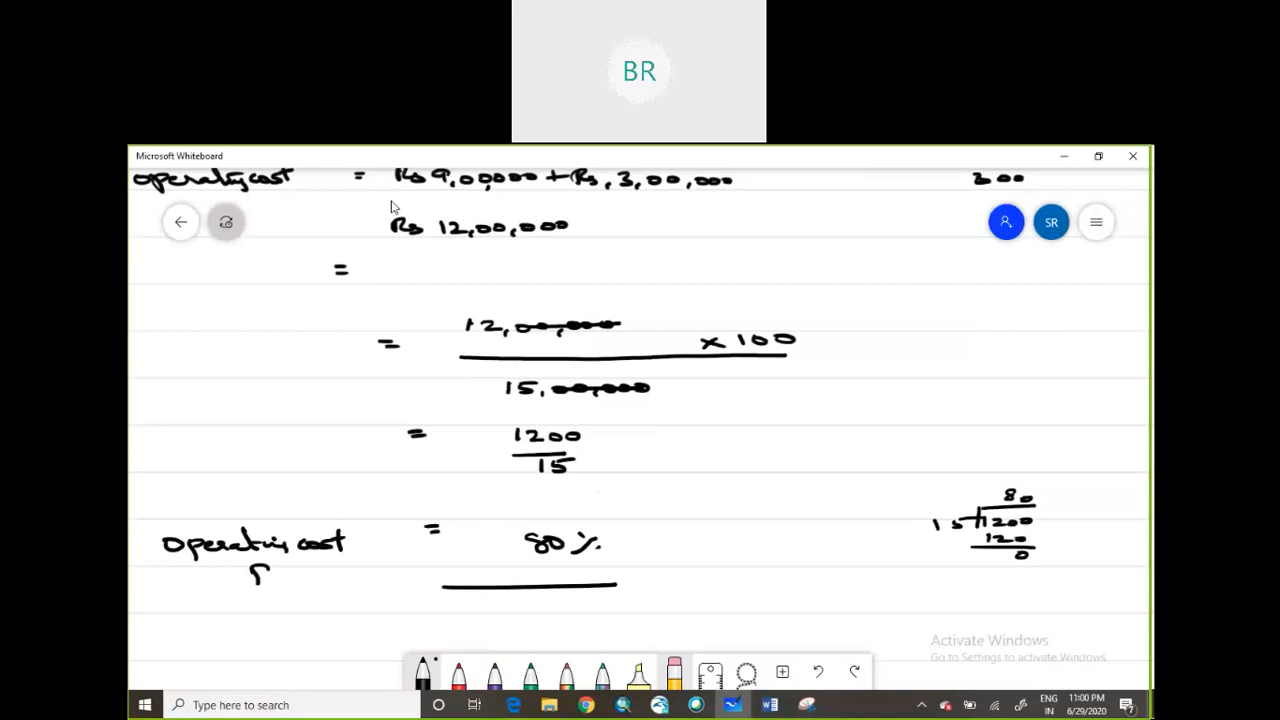 BR
Microsoft Whiteboard
Operating cost = Rs 9,00,000 + Rs, 3,00,000
300
Rs 12,00,000
SR
=
= 12,00,000 x 100
15,00,000
= 1200
15
80
15 1200
120
0
Operating cost = 80 %
Activate Windows
Go to Settings to activate Windows.
Type here to search
ENG
IN
11:00 PM
6/29/2020
7